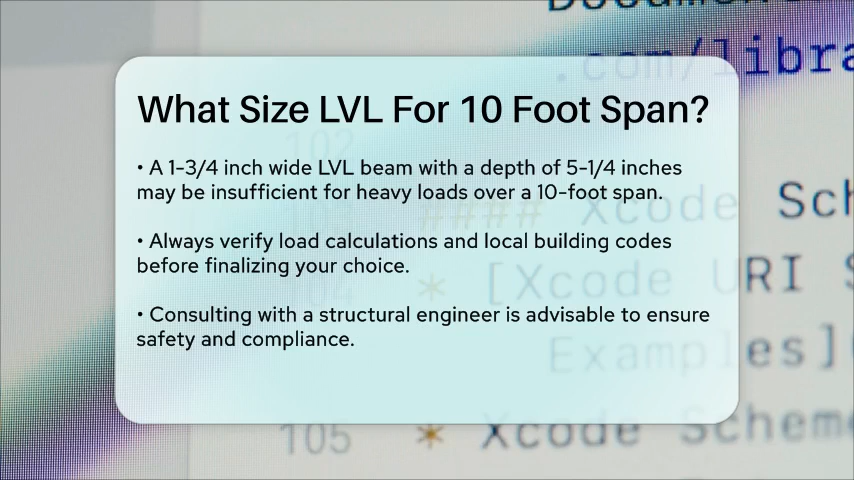 Docume
.com/libra
What Size LVL For 10 Foot Span?
102
• A 1-3/4 inch wide LVL beam with a depth of 5-1/4 inches
may be insufficient for heavy loads over a 10-foot span.
#### Xcode Sch
• Always verify load calculations and local building codes
before finalizing your choice.
* [Xcode URI S
• Consulting with a structural engineer is advisable to ensure
safety and compliance.
Examples](
105 * Xcode Scheme